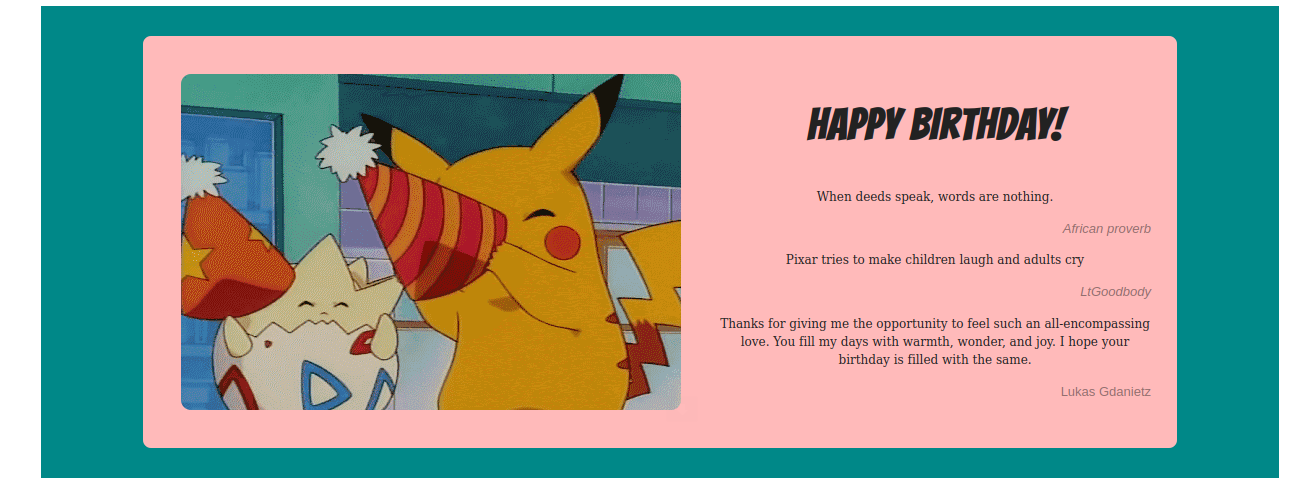 HAPPY BIRTHDAY!
When deeds speak, words are nothing.
African proverb
Pixar tries to make children laugh and adults cry
LtGoodbody
Thanks for giving me the opportunity to feel such an all-encompassing
love. You fill my days with warmth, wonder, and joy. I hope your
birthday is filled with the same.
Lukas Gdanietz